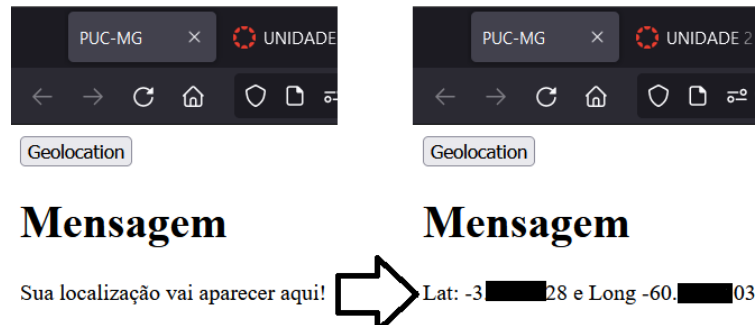 PUC-MG
UNIDADE
Geolocation
Mensagem
Sua localização vai aparecer aqui!
PUC-MG
UNIDADE 2
Geolocation
Mensagem
Lat: -3 28 e Long -60. 03